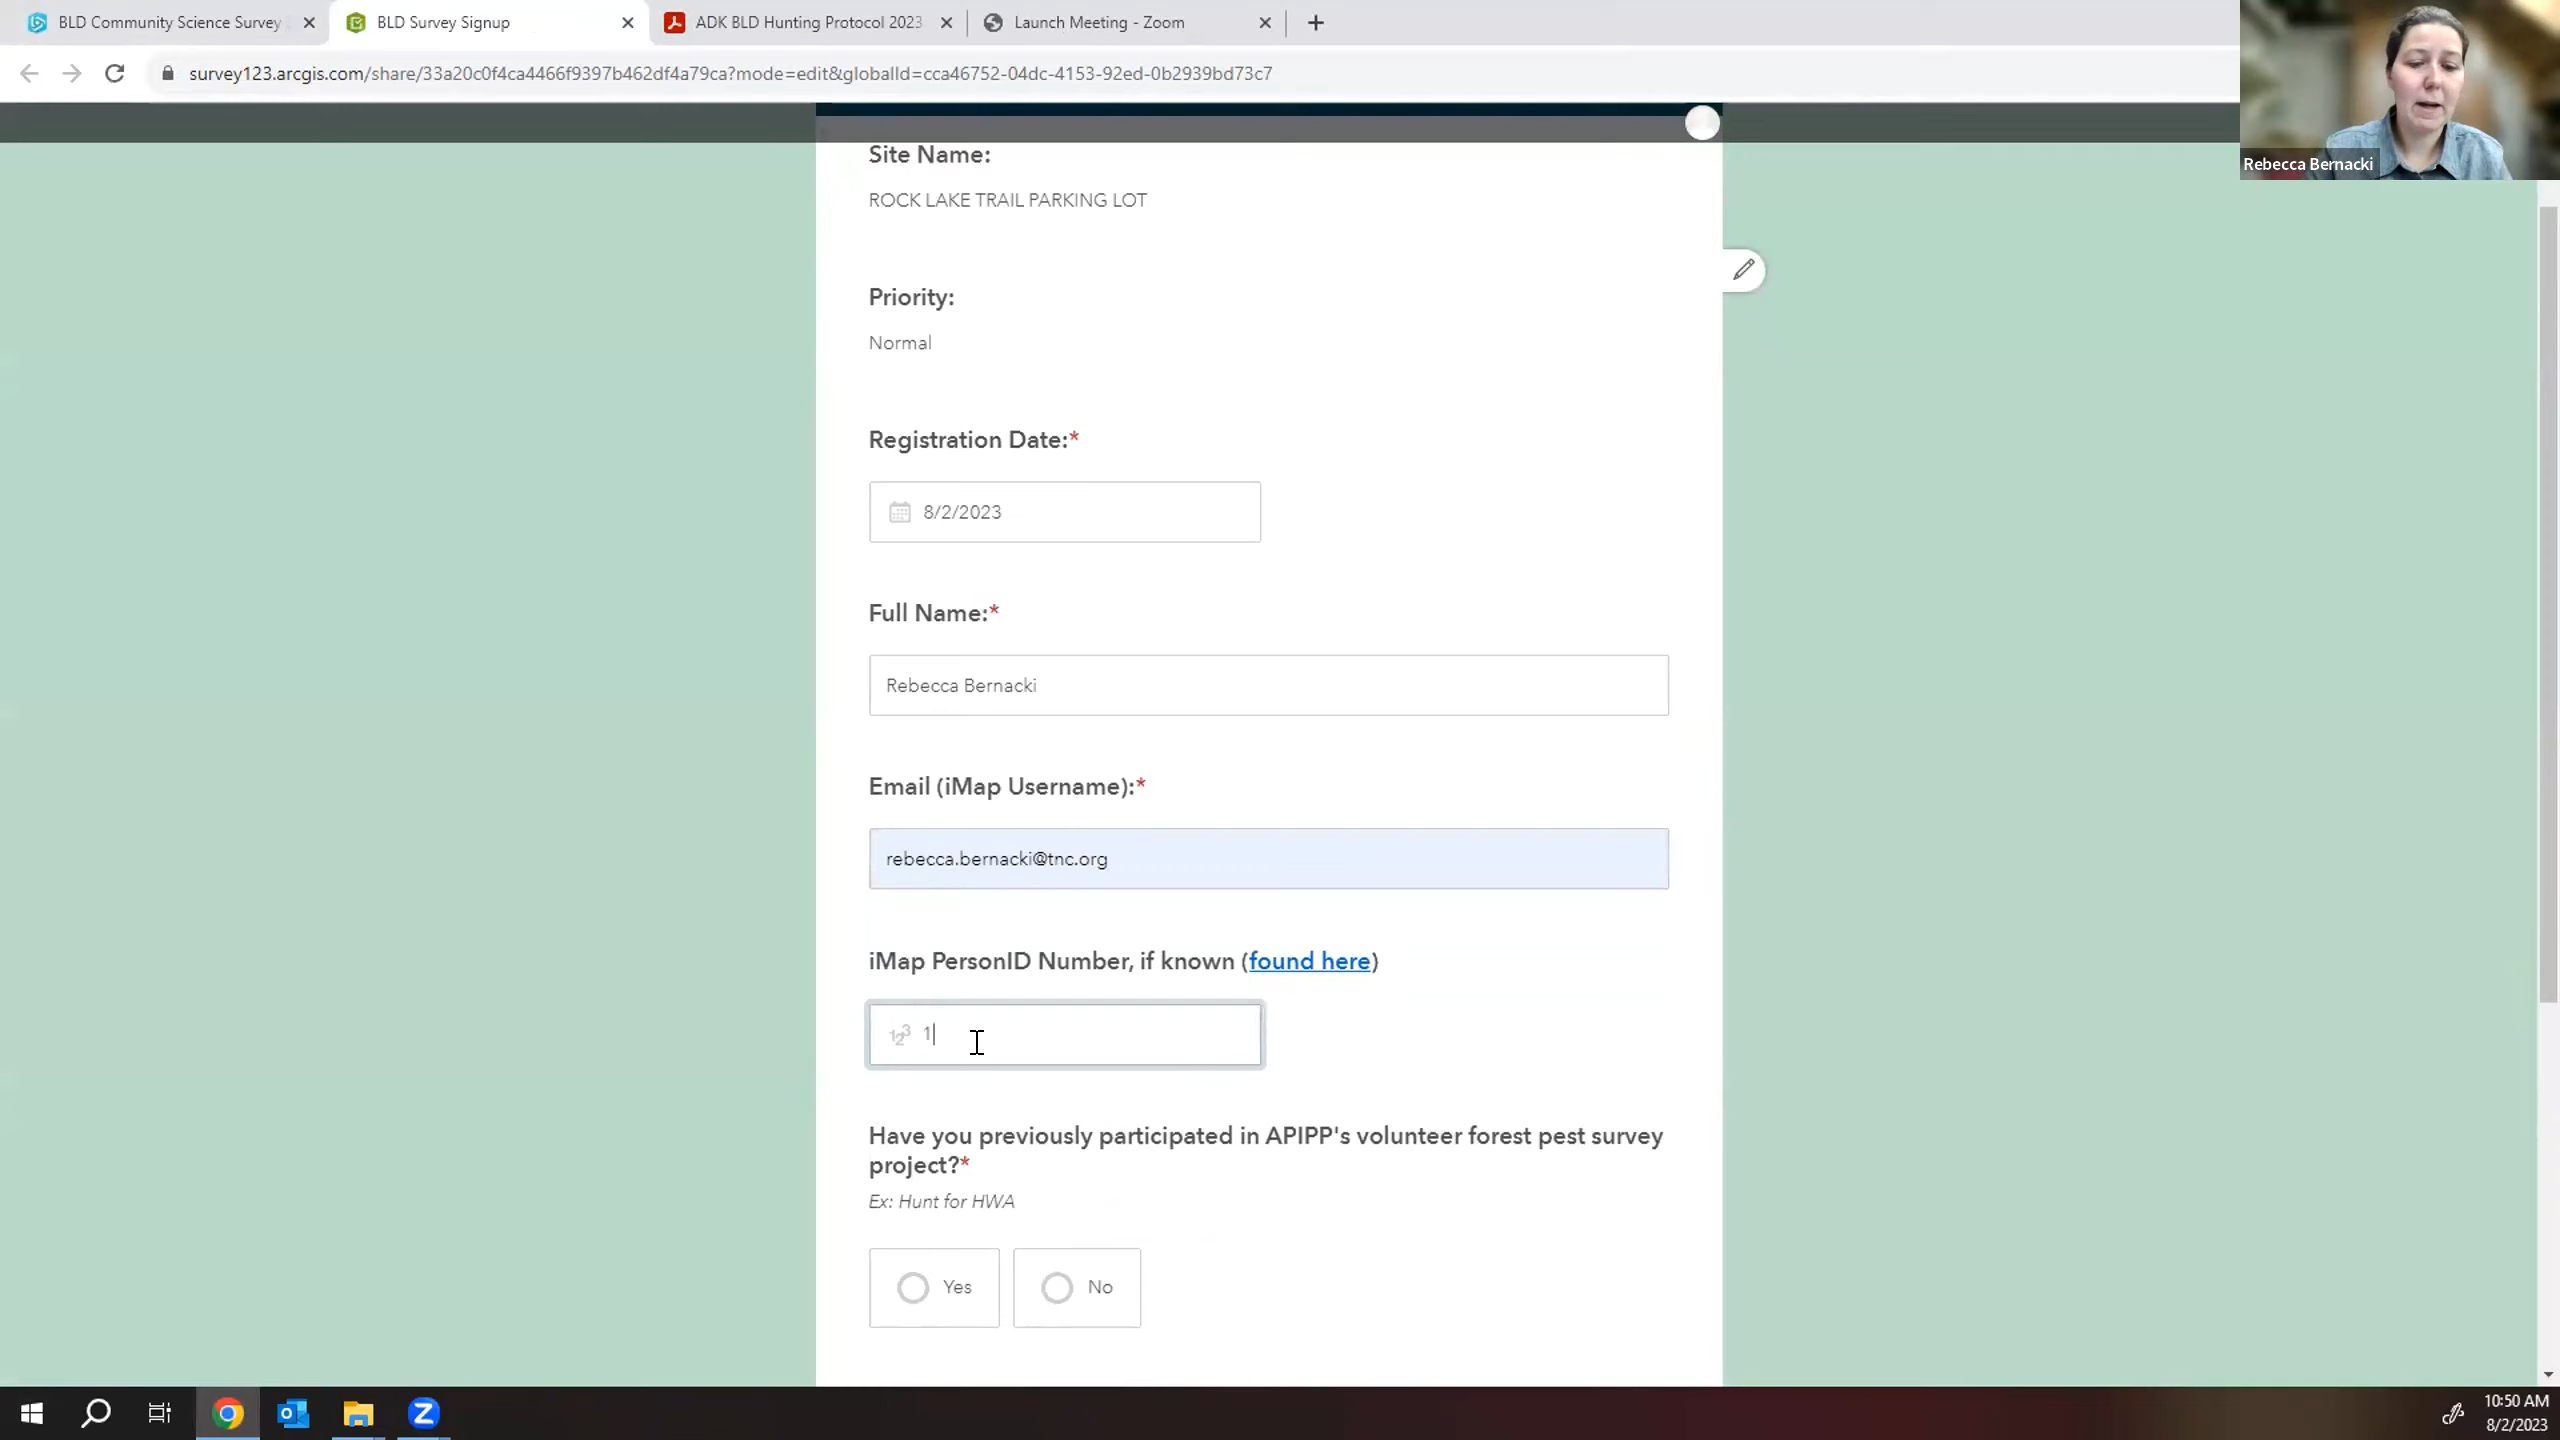 BLD Community Science Survey
BLD Survey Signup
ADK BLD Hunting Protocol 2023
Launch Meeting - Zoom
survey123.arcgis.com/share/33a20c0f4ca4466f9397b462df4a79ca?mode=edit&globalId=cca46752-04dc-4153-92ed-0b2939bd73c7
Rebecca Bernacki
Site Name:
ROCK LAKE TRAIL PARKING LOT
Priority:
Normal
Registration Date:*
8/2/2023
Full Name:*
Rebecca Bernacki
Email (iMap Username):*
rebecca.bernacki@tnc.org
iMap PersonID Number, if known (found here)
1
Have you previously participated in APIPP's volunteer forest pest survey
project?*
Ex: Hunt for HWA
Yes
No
10:50 AM
8/2/2023